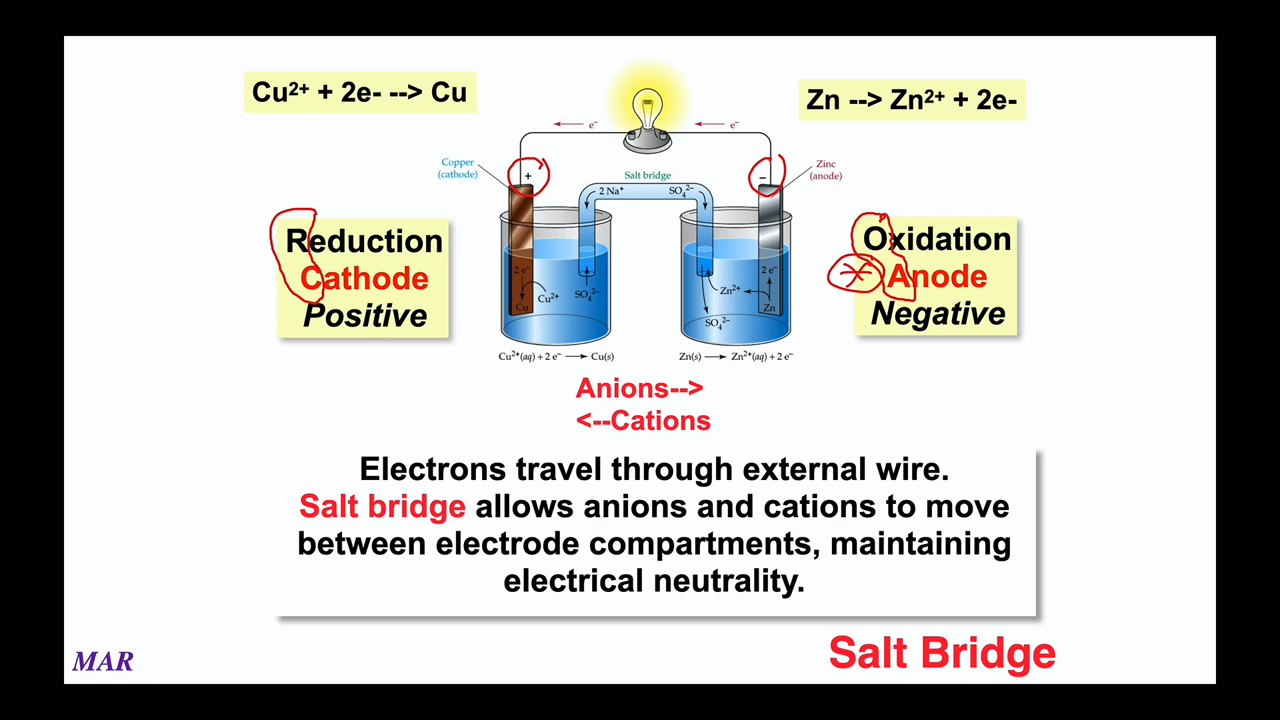 Cu²⁺ + 2e- --> Cu
Zn --> Zn²⁺ + 2e-
e⁻
e⁻
Copper
(cathode)
+
Salt bridge
−
Zinc
(anode)
2 Na⁺
SO₄²⁻
Reduction
Cathode
Positive
Oxidation
Anode
Negative
2 e⁻
Cu²⁺
Cu
SO₄²⁻
Zn²⁺
2 e⁻
Zn
SO₄²⁻
Cu²⁺(aq) + 2 e⁻ ⟶ Cu(s)
Zn(s) ⟶ Zn²⁺(aq) + 2 e⁻
Anions-->
<--Cations
Electrons travel through external wire.
Salt bridge allows anions and cations to move
between electrode compartments, maintaining
electrical neutrality.
MAR
Salt Bridge